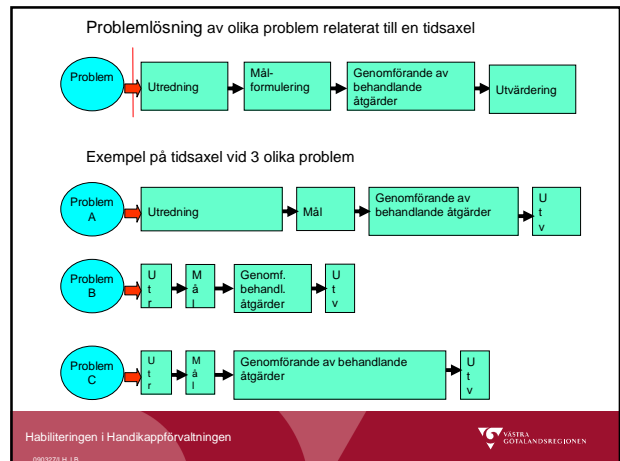 Problemlösning av olika problem relaterat till en tidsaxel
Problem
Utredning
Mål-
formulering
Genomförande av
behandlande
åtgärder
Utvärdering
Exempel på tidsaxel vid 3 olika problem
Problem
A
Utredning
Mål
Genomförande av
behandlande åtgärder
U
t
v
Problem
B
U
t
r
M
å
l
Genomf.
behandl.
åtgärder
U
t
v
Problem
C
U
t
r
M
å
l
Genomförande av behandlande
åtgärder
U
t
v
Habiliteringen i Handikappförvaltningen
VÄSTRA
GÖTALANDSREGIONEN